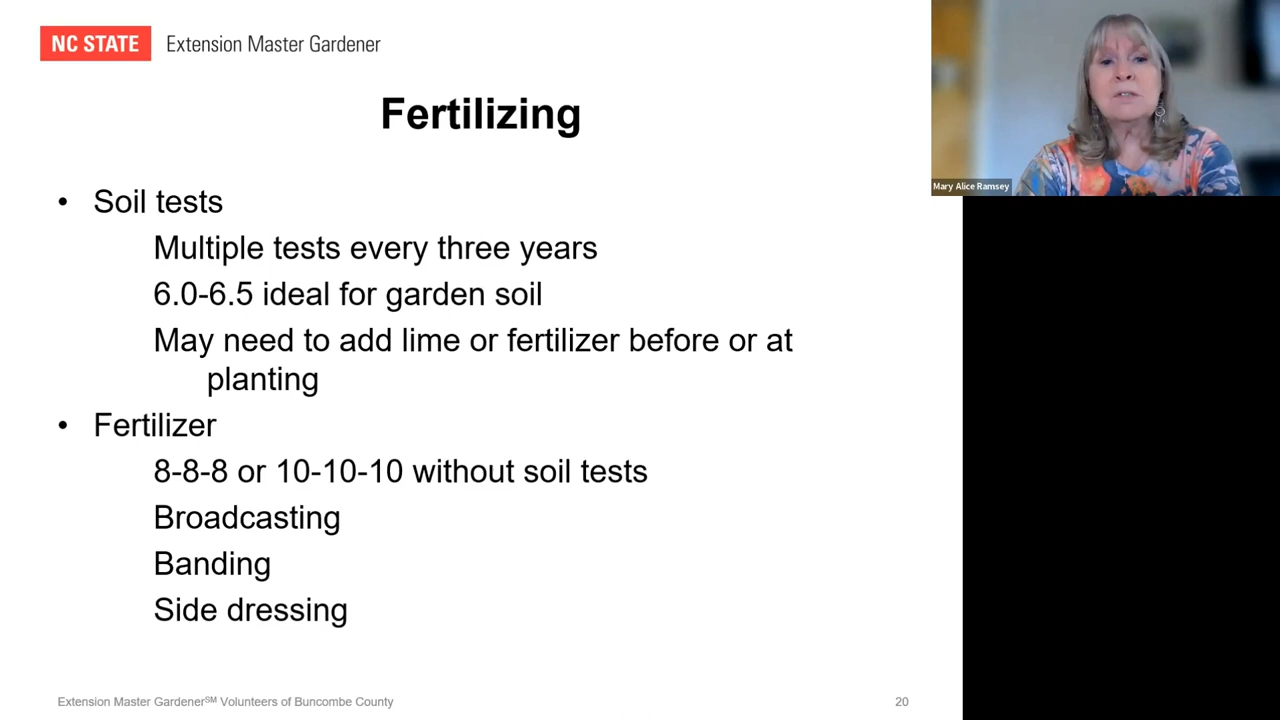 NC STATE Extension Master Gardener
Mary Alice Ramsey
Fertilizing
• Soil tests
Multiple tests every three years
6.0-6.5 ideal for garden soil
May need to add lime or fertilizer before or at
planting
• Fertilizer
8-8-8 or 10-10-10 without soil tests
Broadcasting
Banding
Side dressing
Extension Master Gardener℠ Volunteers of Buncombe County 20